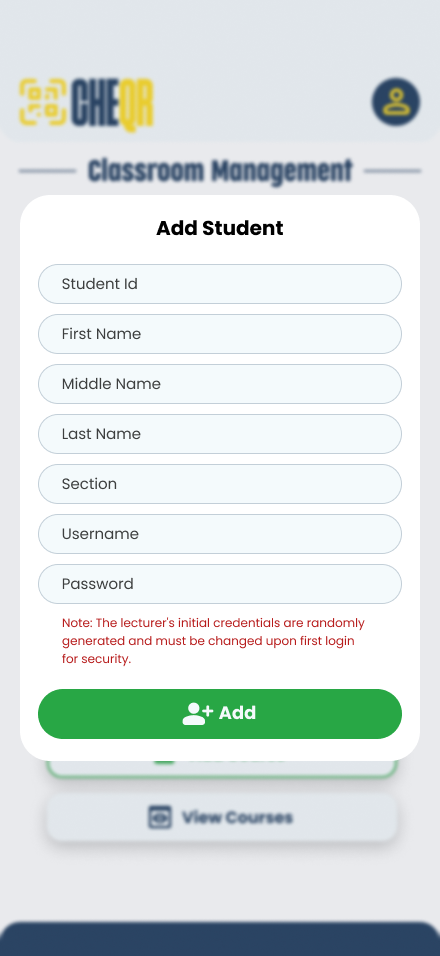 CHEQR
Classroom Management
Add Student
Student Id
First Name
Middle Name
Last Name
Section
Username
Password
Note: The lecturer's initial credentials are randomly
generated and must be changed upon first login
for security.
Add
View Courses